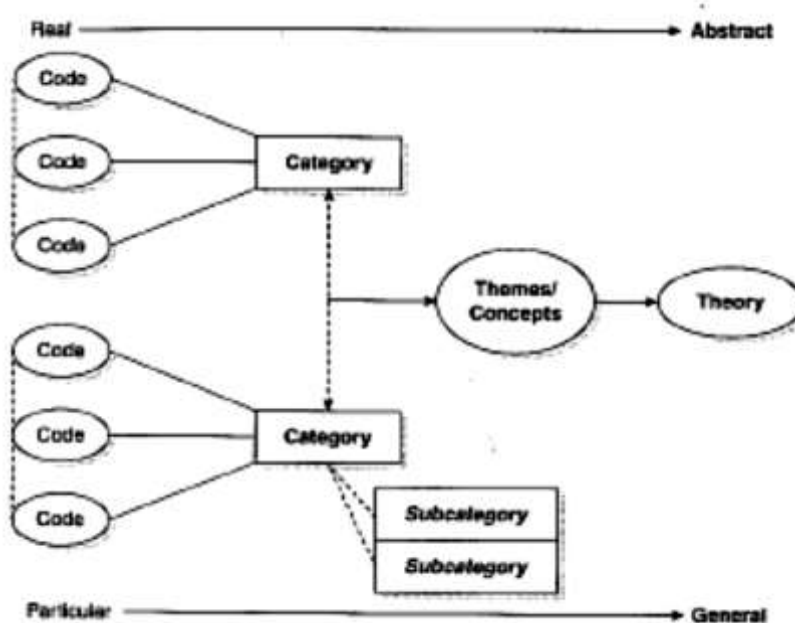 Real
Abstract
Code
Code
Category
Code
Themes/
Concepts
Theory
Code
Code
Category
Code
Subcategory
Subcategory
Particular
General